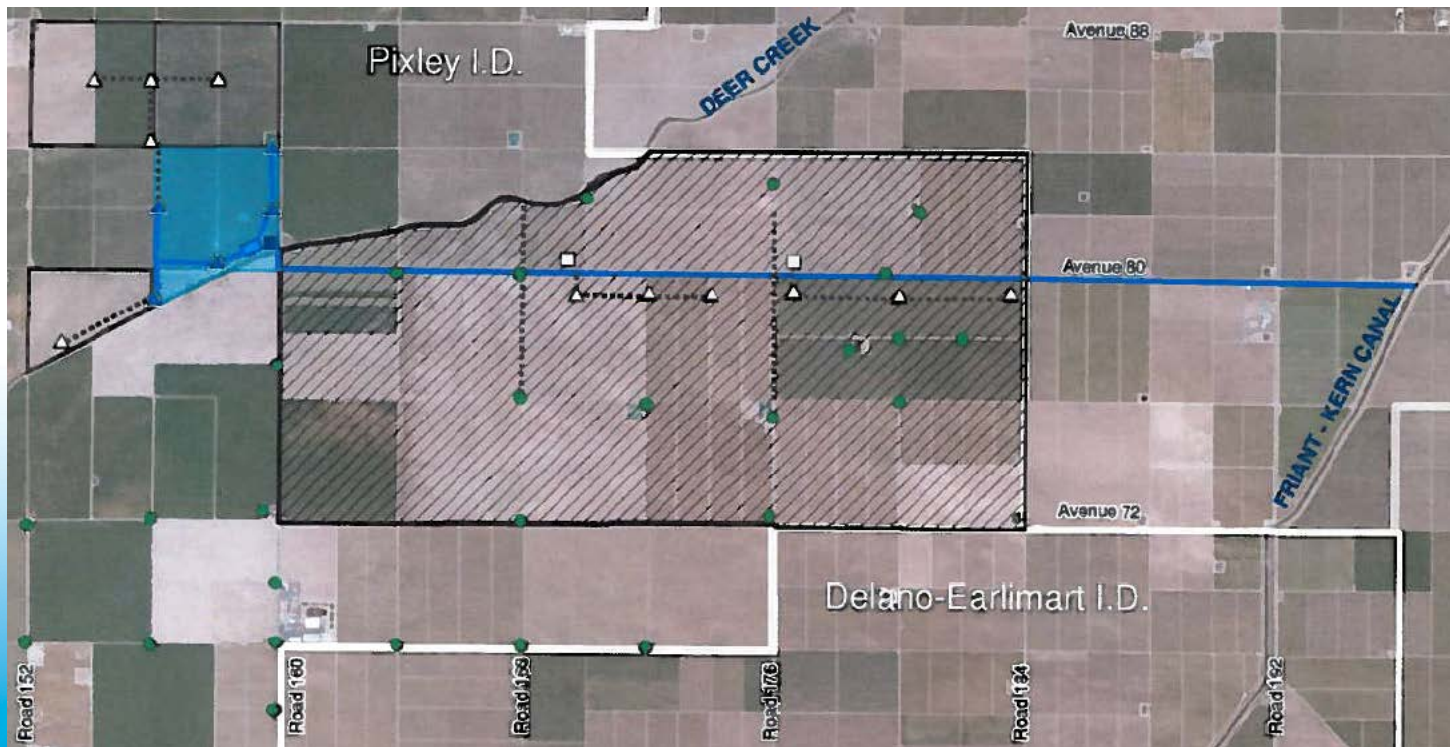 Avenue 88
Pixley I.D.
DEER CREEK
Avenue 80
FRIANT - KERN CANAL
Avenue 72
Delano-Earlimart I.D.
Road 152
Road 160
Road 168
Road 176
Road 184
Road 192